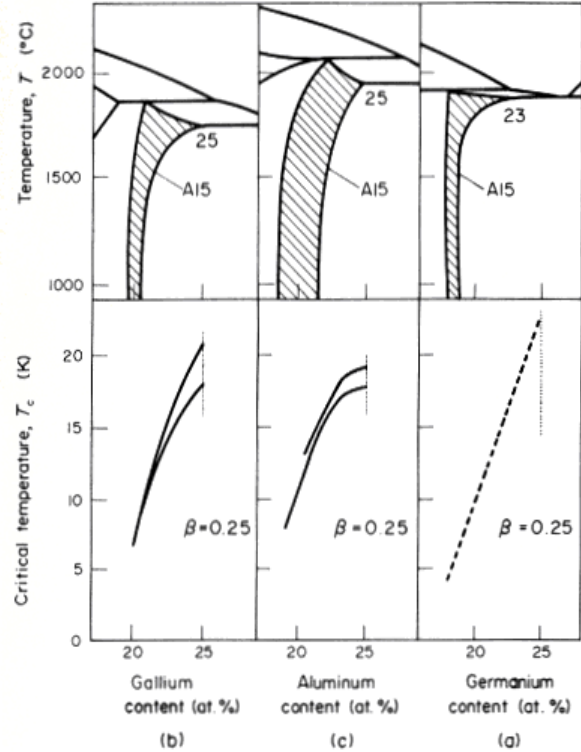 Temperature, T (°C)
2000
1500
1000
25
A15
25
A15
23
A15
Critical temperature, Tc (K)
20
15
10
5
0
β=0.25
β=0.25
β=0.25
20 25
20 25
20 25
Gallium
content (at.%)
(b)
Aluminum
content (at.%)
(c)
Germanium
content (at.%)
(a)